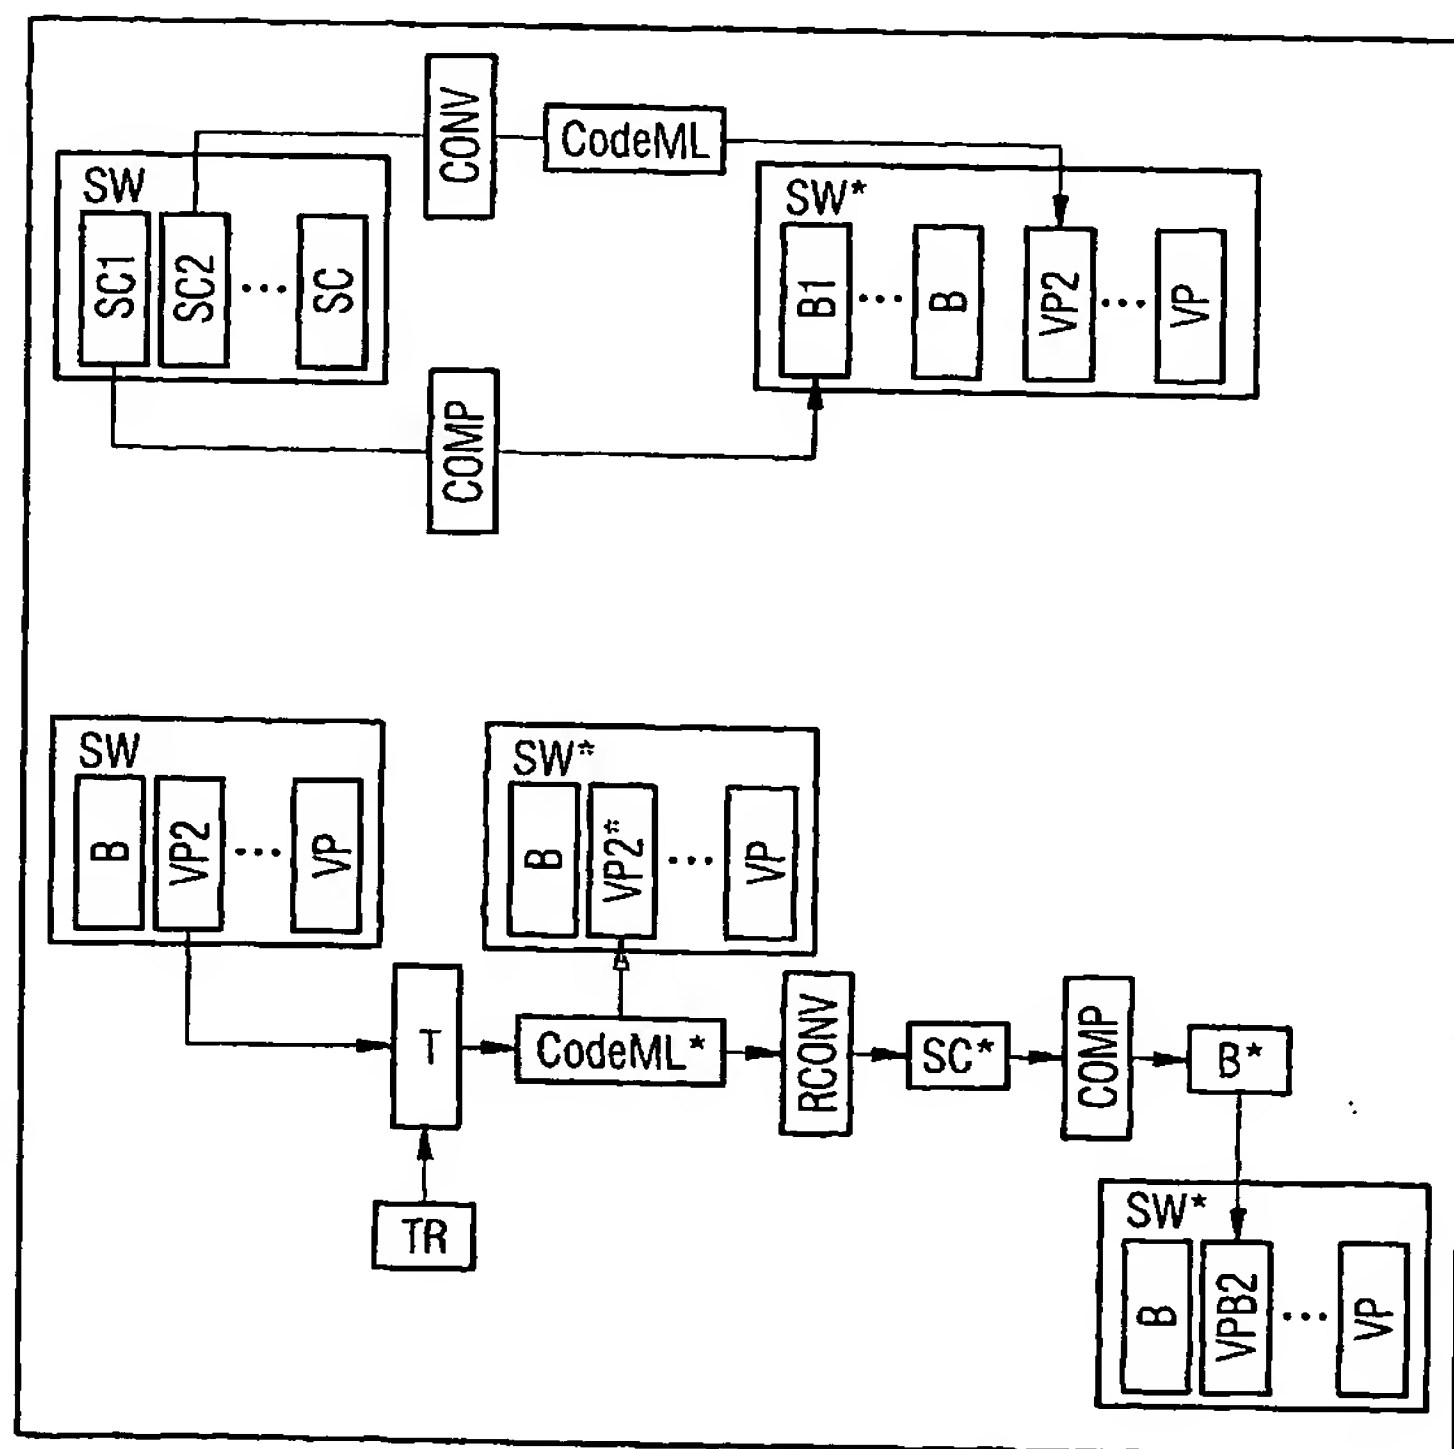 CONV
CodeML
SW
SC1
SC2
...
SC
SW*
B1
...
B
VP2
...
VP
COMP
SW
B
VP2
...
VP
SW*
B
VP2*
...
VP
T
CodeML*
RCONV
SC*
COMP
B*
TR
SW*
B
VPB2
...
VP